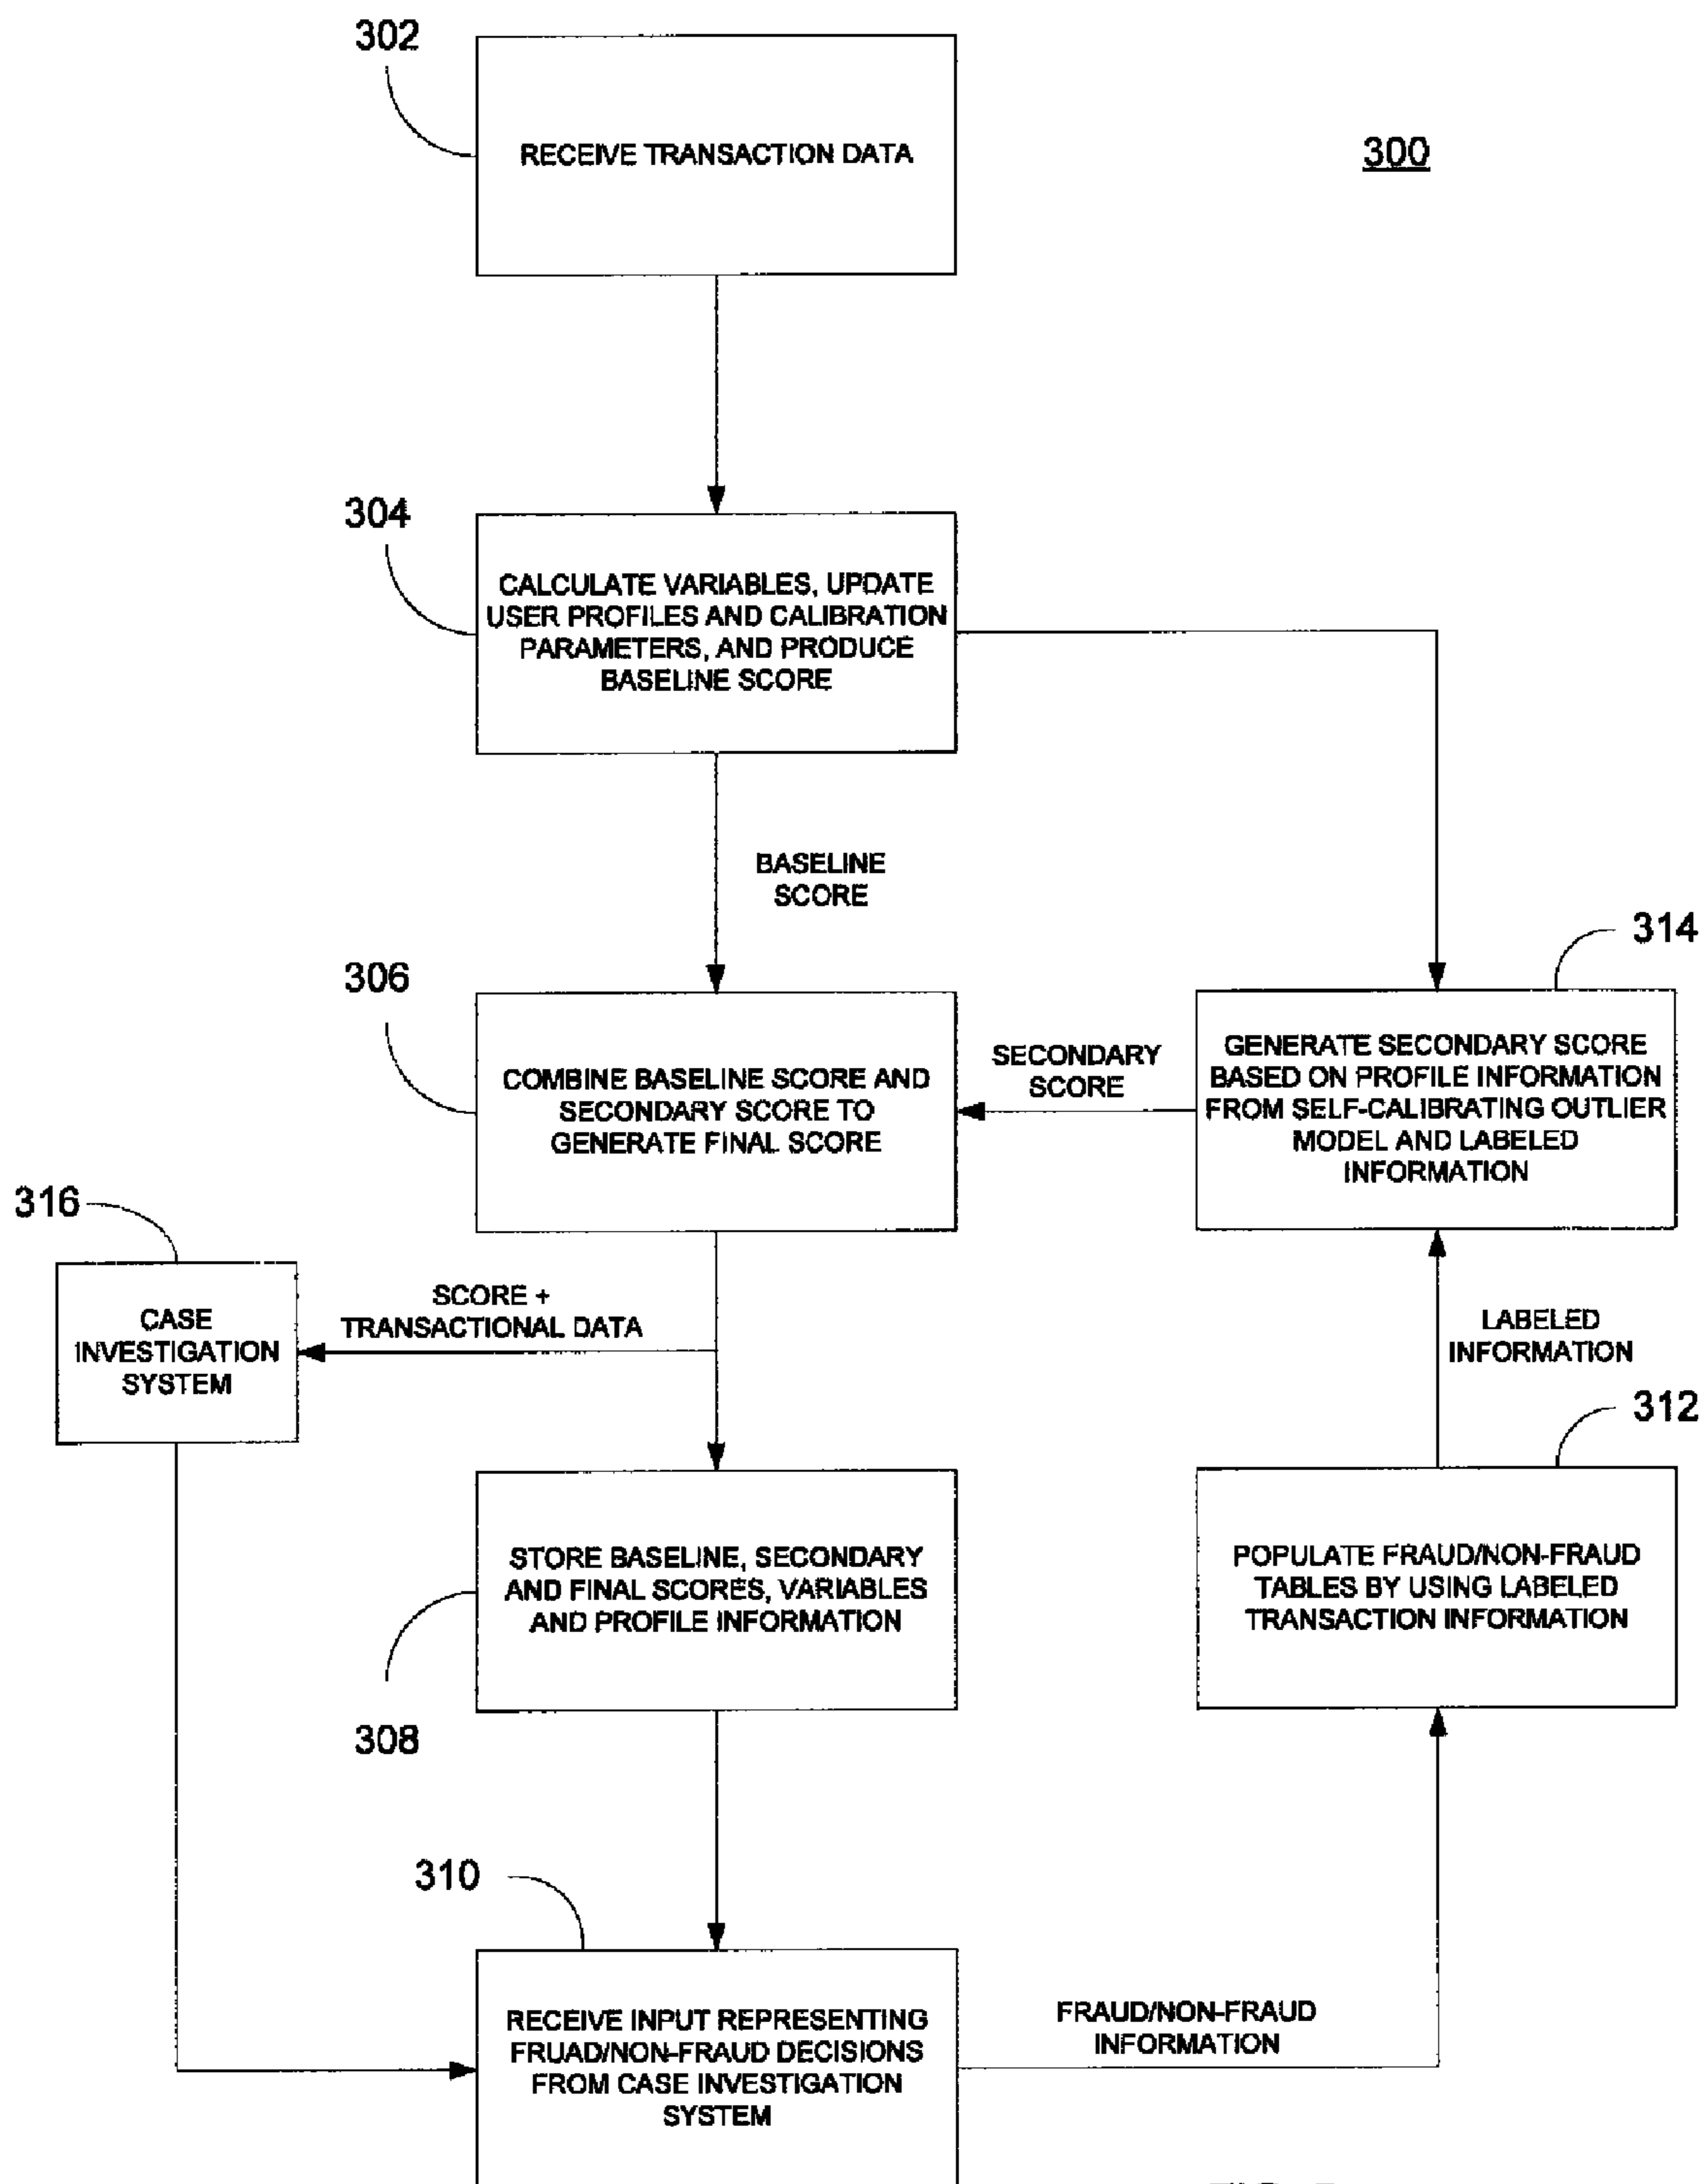 302
RECEIVE TRANSACTION DATA
300
304
CALCULATE VARIABLES, UPDATE
USER PROFILES AND CALIBRATION
PARAMETERS, AND PRODUCE
BASELINE SCORE
BASELINE
SCORE
314
306
COMBINE BASELINE SCORE AND
SECONDARY SCORE TO
GENERATE FINAL SCORE
SECONDARY
SCORE
GENERATE SECONDARY SCORE
BASED ON PROFILE INFORMATION
FROM SELF-CALIBRATING OUTLIER
MODEL AND LABELED
INFORMATION
316
CASE
INVESTIGATION
SYSTEM
SCORE +
TRANSACTIONAL DATA
LABELED
INFORMATION
312
STORE BASELINE, SECONDARY
AND FINAL SCORES, VARIABLES
AND PROFILE INFORMATION
308
POPULATE FRAUD/NON-FRAUD
TABLES BY USING LABELED
TRANSACTION INFORMATION
310
RECEIVE INPUT REPRESENTING
FRUAD/NON-FRAUD DECISIONS
FROM CASE INVESTIGATION
SYSTEM
FRAUD/NON-FRAUD
INFORMATION